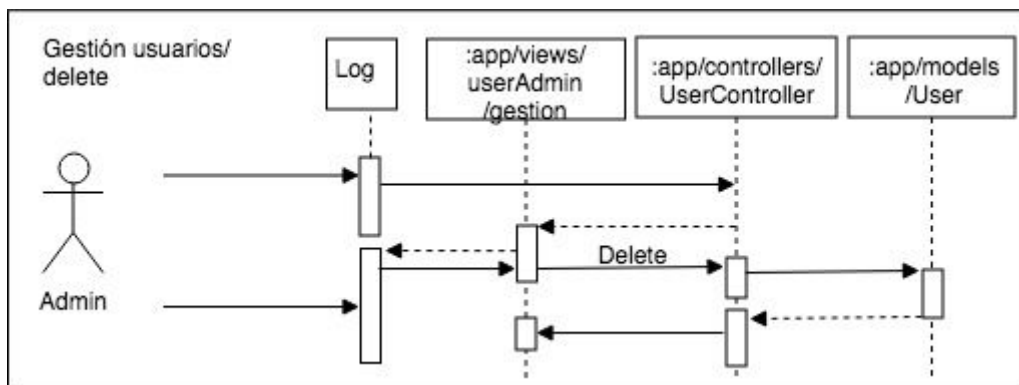 Gestión usuarios/
delete
Log
:app/views/
userAdmin
/gestion
:app/controllers/
UserController
:app/models
/User
Delete
Admin